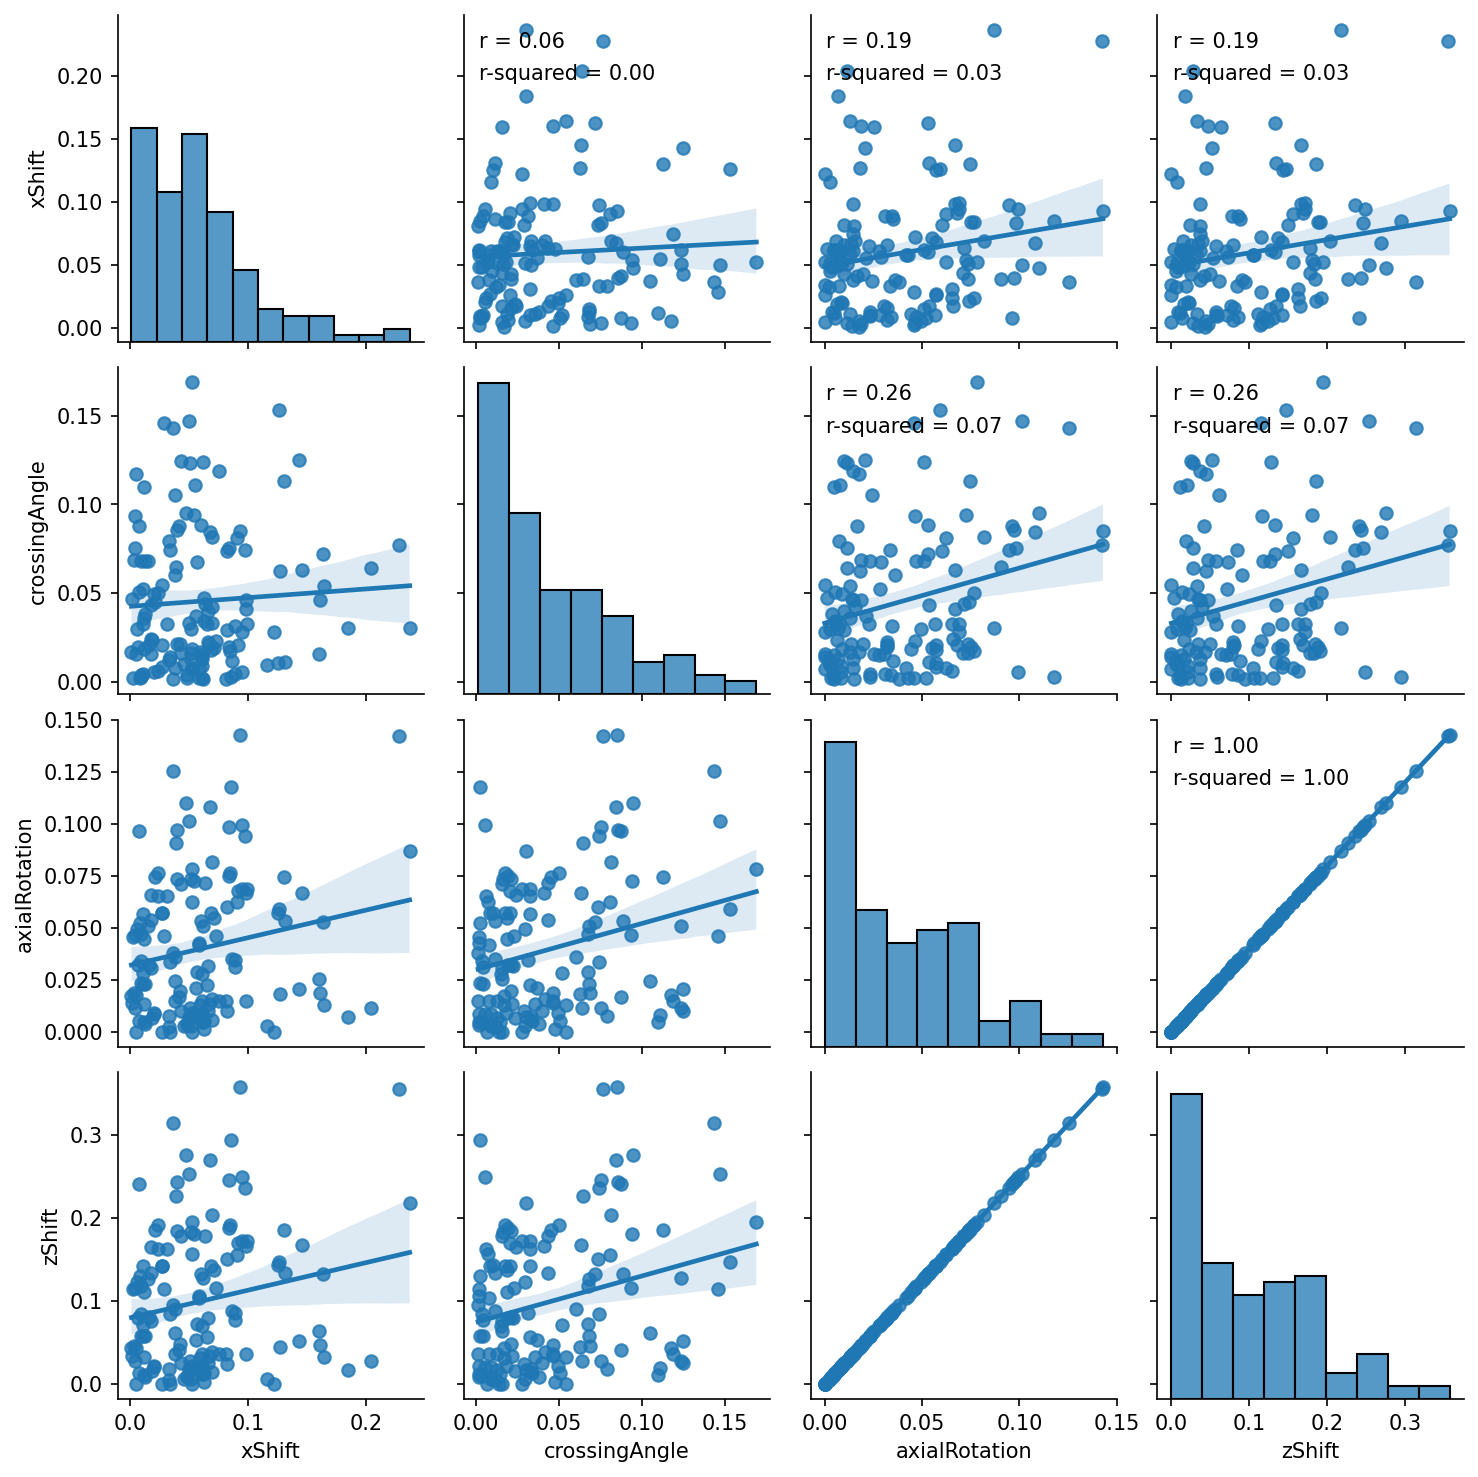 r = 0.06
r-squared = 0.00
r = 0.19
r-squared = 0.03
r = 0.19
r-squared = 0.03
xShift
0.20
0.15
0.10
0.05
0.00
r = 0.26
r-squared = 0.07
r = 0.26
r-squared = 0.07
crossingAngle
0.15
0.10
0.05
0.00
r = 1.00
r-squared = 1.00
axialRotation
0.150
0.125
0.100
0.075
0.050
0.025
0.000
zShift
0.3
0.2
0.1
0.0
0.0 0.1 0.2
xShift
0.00 0.05 0.10 0.15
crossingAngle
0.00 0.05 0.10 0.15
axialRotation
0.0 0.1 0.2 0.3
zShift